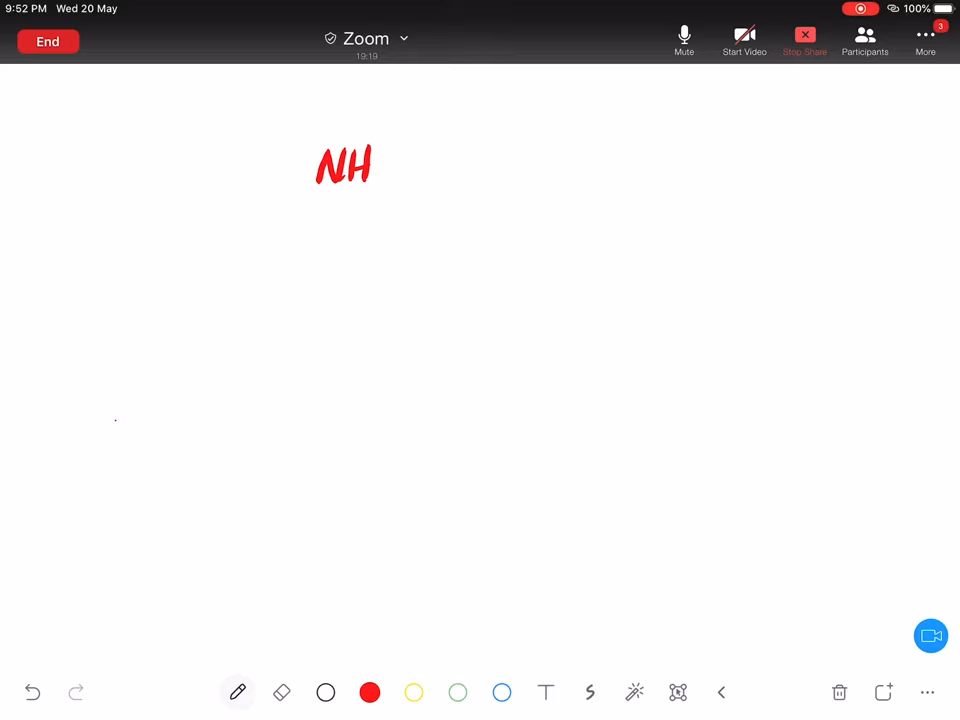 9:52 PM Wed 20 May
100%
End
Zoom
19:19
Mute
Start Video
Stop Share
Participants
More
3
NH
T